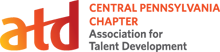 atd
CENTRAL PENNSYLVANIA
CHAPTER
Association for
Talent Development